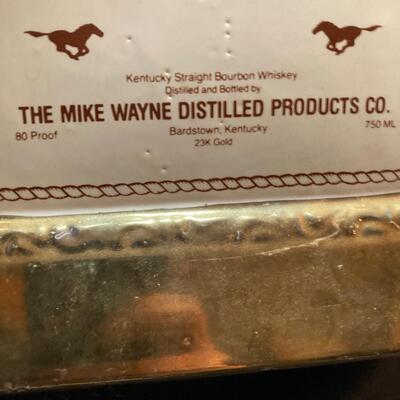 Kentucky Straight Bourbon Whiskey
Distilled and Bottled by
THE MIKE WAYNE DISTILLED PRODUCTS CO.
80 Proof Bardstown, Kentucky 750 ML
23K Gold